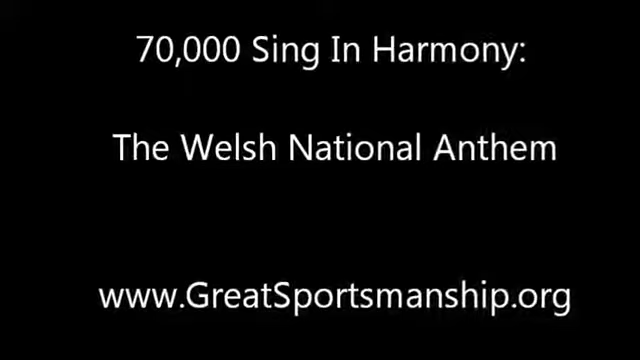 70,000 Sing In Harmony:
The Welsh National Anthem
www.GreatSportsmanship.org